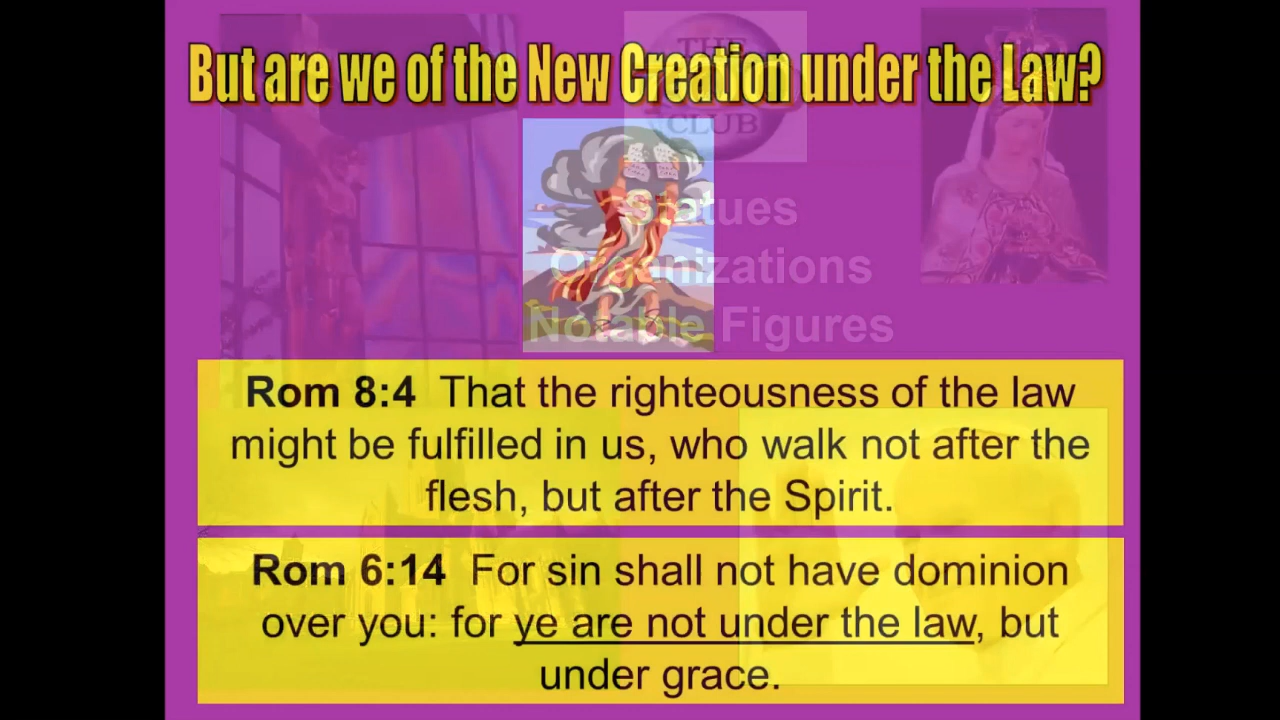 But are we of the New Creation under the Law?
THE
CLUB
Statues
Organizations
Notable Figures
Rom 8:4 That the righteousness of the law
might be fulfilled in us, who walk not after the
flesh, but after the Spirit.
Rom 6:14 For sin shall not have dominion
over you: for ye are not under the law, but
under grace.